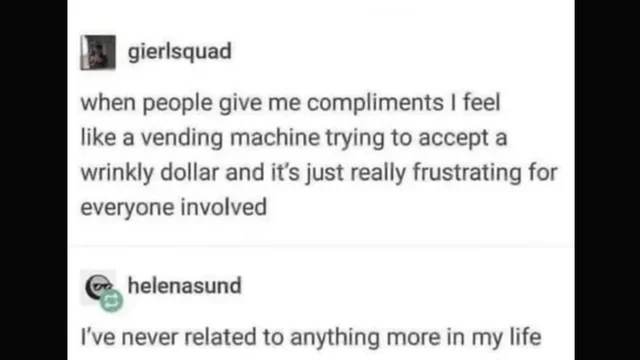 gierlsquad
when people give me compliments I feel
like a vending machine trying to accept a
wrinkly dollar and it's just really frustrating for
everyone involved
helenasund
I've never related to anything more in my life